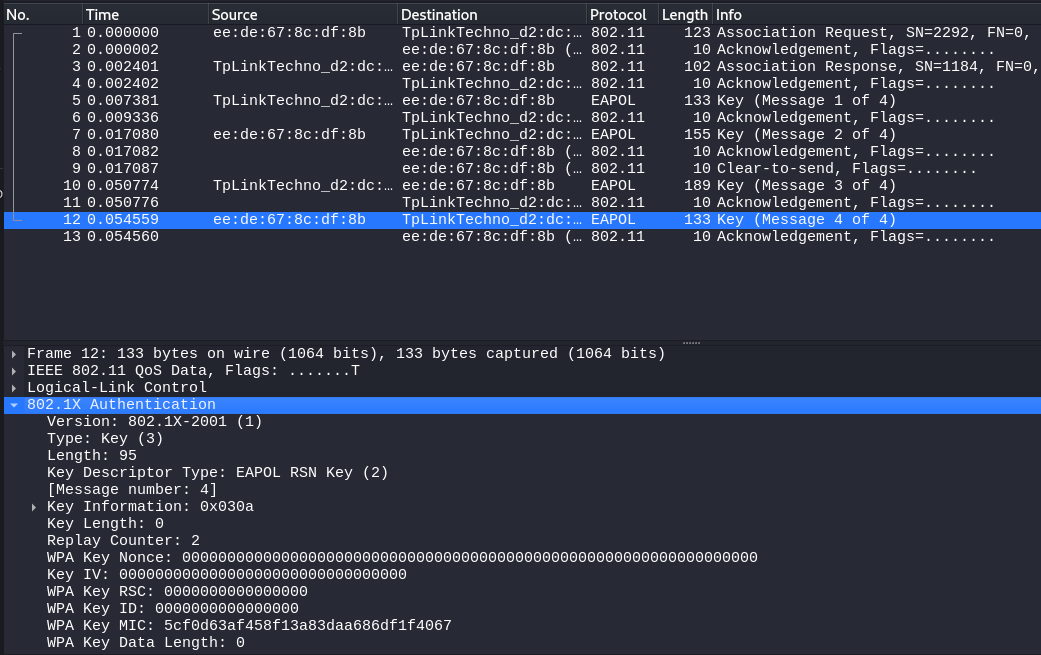 No. Time Source Destination Protocol Length Info
1 0.000000 ee:de:67:8c:df:8b TpLinkTechno_d2:dc:… 802.11 123 Association Request, SN=2292, FN=0,
2 0.000002 ee:de:67:8c:df:8b (… 802.11 10 Acknowledgement, Flags=........
3 0.002401 TpLinkTechno_d2:dc:… ee:de:67:8c:df:8b 802.11 102 Association Response, SN=1184, FN=0,
4 0.002402 TpLinkTechno_d2:dc:… 802.11 10 Acknowledgement, Flags=........
5 0.007381 TpLinkTechno_d2:dc:… ee:de:67:8c:df:8b EAPOL 133 Key (Message 1 of 4)
6 0.009336 TpLinkTechno_d2:dc:… 802.11 10 Acknowledgement, Flags=........
7 0.017080 ee:de:67:8c:df:8b TpLinkTechno_d2:dc:… EAPOL 155 Key (Message 2 of 4)
8 0.017082 ee:de:67:8c:df:8b (… 802.11 10 Acknowledgement, Flags=........
9 0.017087 ee:de:67:8c:df:8b (… 802.11 10 Clear-to-send, Flags=........
10 0.050774 TpLinkTechno_d2:dc:… ee:de:67:8c:df:8b EAPOL 189 Key (Message 3 of 4)
11 0.050776 TpLinkTechno_d2:dc:… 802.11 10 Acknowledgement, Flags=........
12 0.054559 ee:de:67:8c:df:8b TpLinkTechno_d2:dc:… EAPOL 133 Key (Message 4 of 4)
13 0.054560 ee:de:67:8c:df:8b (… 802.11 10 Acknowledgement, Flags=........
Frame 12: 133 bytes on wire (1064 bits), 133 bytes captured (1064 bits)
IEEE 802.11 QoS Data, Flags: .......T
Logical-Link Control
802.1X Authentication
Version: 802.1X-2001 (1)
Type: Key (3)
Length: 95
Key Descriptor Type: EAPOL RSN Key (2)
[Message number: 4]
Key Information: 0x030a
Key Length: 0
Replay Counter: 2
WPA Key Nonce: 0000000000000000000000000000000000000000000000000000000000000000
Key IV: 00000000000000000000000000000000
WPA Key RSC: 0000000000000000
WPA Key ID: 0000000000000000
WPA Key MIC: 5cf0d63af458f13a83daa686df1f4067
WPA Key Data Length: 0